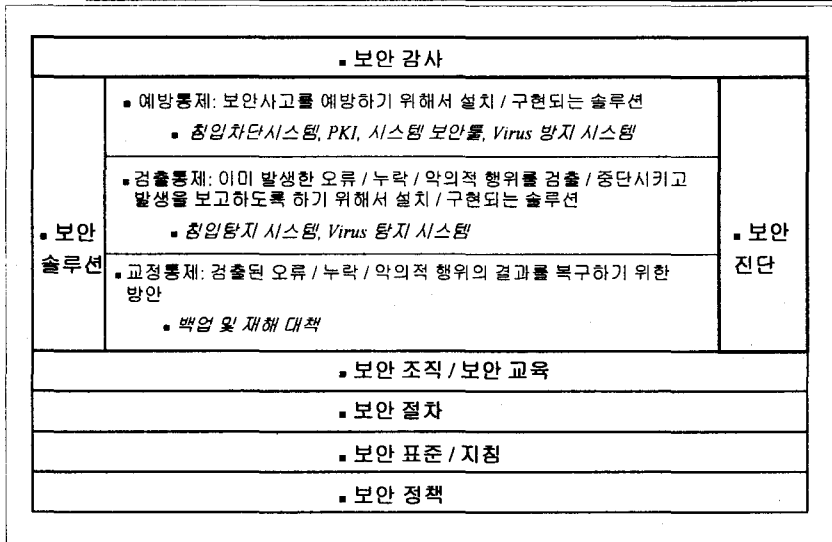 ▪ 보안 감사
▪ 보안
솔루션
▪ 예방통제: 보안사고를 예방하기 위해서 설치 / 구현되는 솔루션
▪ 침입차단시스템, PKI, 시스템 보안툴, Virus 방지 시스템
▪ 검출통제: 이미 발생한 오류 / 누락 / 악의적 행위를 검출 / 중단시키고
발생을 보고하도록 하기 위해서 설치 / 구현되는 솔루션
▪ 침입탐지 시스템, Virus 탐지 시스템
▪ 교정통제: 검출된 오류 / 누락 / 악의적 행위의 결과를 복구하기 위한
방안
▪ 백업 및 재해 대책
▪ 보안
진단
▪ 보안 조직 / 보안 교육
▪ 보안 절차
▪ 보안 표준 / 지침
▪ 보안 정책